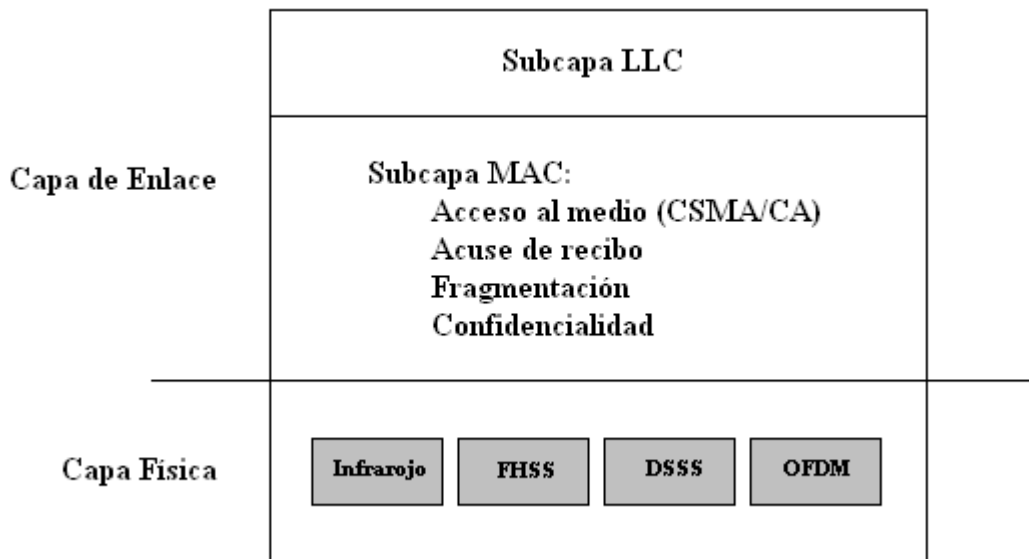 Subcapa LLC
Capa de Enlace
Subcapa MAC:
Acceso al medio (CSMA/CA)
Acuse de recibo
Fragmentación
Confidencialidad
Capa Física
Infrarojo
FHSS
DSSS
OFDM